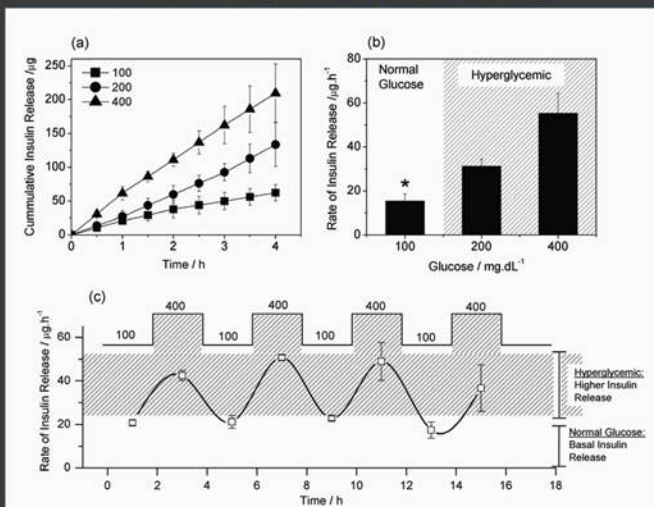 (a)
Cummulative Insulin Release /μg
250
200
150
100
50
0
100
200
400
0
1
2
3
4
Time / h
(b)
Rate of Insulin Release /μg.h-1
80
60
40
20
0
Normal
Glucose
Hyperglycemic
*
100
200
400
Glucose / mg.dL-1
(c)
Rate of Insulin Release /μg.h-1
60
40
20
0
100
400
100
400
100
400
100
400
0
2
4
6
8
10
12
14
16
18
Time / h
Hyperglycemic:
Higher Insulin
Release
Normal Glucose:
Basal Insulin
Release